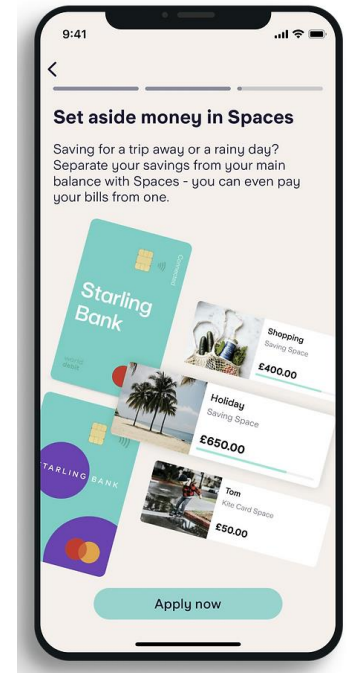 9:41
Set aside money in Spaces
Saving for a trip away or a rainy day?
Separate your savings from your main
balance with Spaces - you can even pay
your bills from one.
Connected
Starling
Bank
debit
Shopping
Saving Space
£400.00
Holiday
Saving Space
£650.00
STARLING BANK
Tom
Kite Card Space
£50.00
Apply now